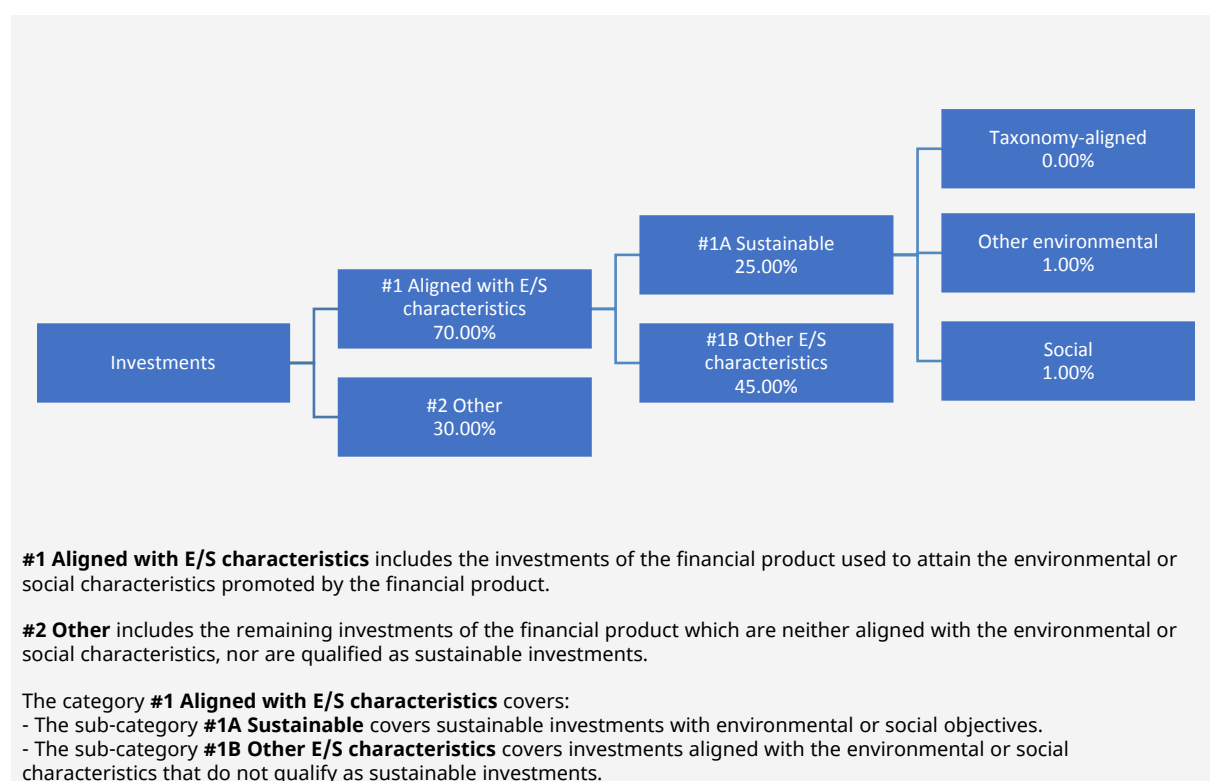 Investments
#1 Aligned with E/S
characteristics
70.00%
#2 Other
30.00%
#1A Sustainable
25.00%
#1B Other E/S
characteristics
45.00%
Taxonomy-aligned
0.00%
Other environmental
1.00%
Social
1.00%
#1 Aligned with E/S characteristics includes the investments of the financial product used to attain the environmental or
social characteristics promoted by the financial product.
#2 Other includes the remaining investments of the financial product which are neither aligned with the environmental or
social characteristics, nor are qualified as sustainable investments.
The category #1 Aligned with E/S characteristics covers:
- The sub-category #1A Sustainable covers sustainable investments with environmental or social objectives.
- The sub-category #1B Other E/S characteristics covers investments aligned with the environmental or social
characteristics that do not qualify as sustainable investments.